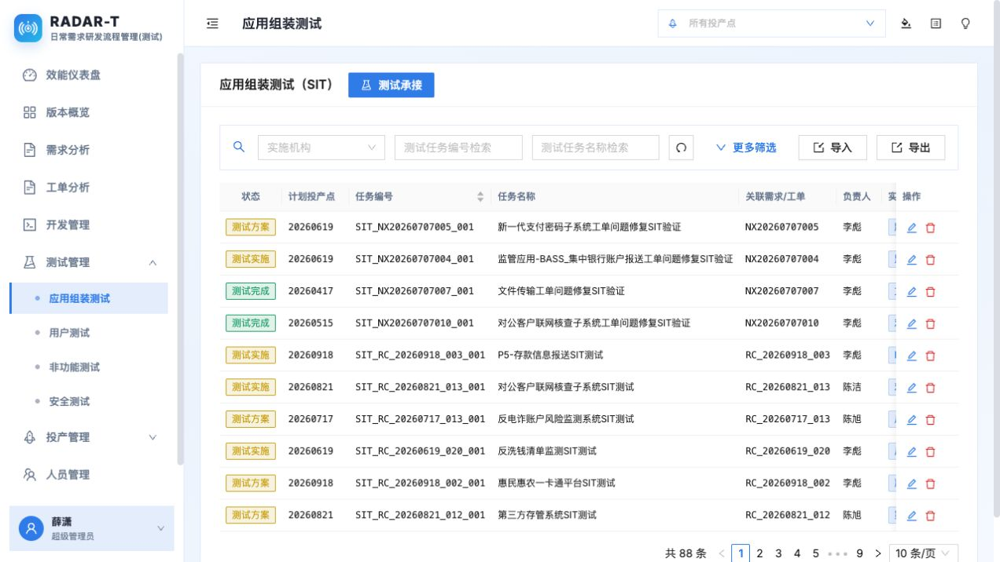 RADAR-T
日常需求研发流程管理(测试)
应用组装测试
所有投产点
效能仪表盘
版本概览
需求分析
工单分析
开发管理
测试管理
应用组装测试
用户测试
非功能测试
安全测试
投产管理
人员管理
薛潇
超级管理员
应用组装测试（SIT） 测试承接
实施机构 测试任务编号检索 测试任务名称检索 更多筛选 导入 导出
状态 计划投产点 任务编号 任务名称 关联需求/工单 负责人 实 操作
测试方案 20260619 SIT_NX20260707005_001 新一代支付密码子系统工单问题修复SIT验证 NX20260707005 李彪
测试实施 20260619 SIT_NX20260707004_001 监管应用-BASS_集中银行账户报送工单问题修复SIT验证 NX20260707004 李彪
测试完成 20260417 SIT_NX20260707007_001 文件传输工单问题修复SIT验证 NX20260707007 李彪
测试完成 20260515 SIT_NX20260707010_001 对公客户联网核查子系统工单问题修复SIT验证 NX20260707010 李彪
测试实施 20260918 SIT_RC_20260918_003_001 P5-存款信息报送SIT测试 RC_20260918_003 李彪
测试实施 20260821 SIT_RC_20260821_013_001 对公客户联网核查子系统SIT测试 RC_20260821_013 陈洁
测试方案 20260717 SIT_RC_20260717_013_001 反电诈账户风险监测系统SIT测试 RC_20260717_013 陈旭
测试实施 20260619 SIT_RC_20260619_020_001 反洗钱清单监测SIT测试 RC_20260619_020 李彪
测试方案 20260918 SIT_RC_20260918_002_001 惠民惠农一卡通平台SIT测试 RC_20260918_002 李彪
测试方案 20260821 SIT_RC_20260821_012_001 第三方存管系统SIT测试 RC_20260821_012 陈旭
共 88 条 < 1 2 3 4 5 ••• 9 > 10 条/页